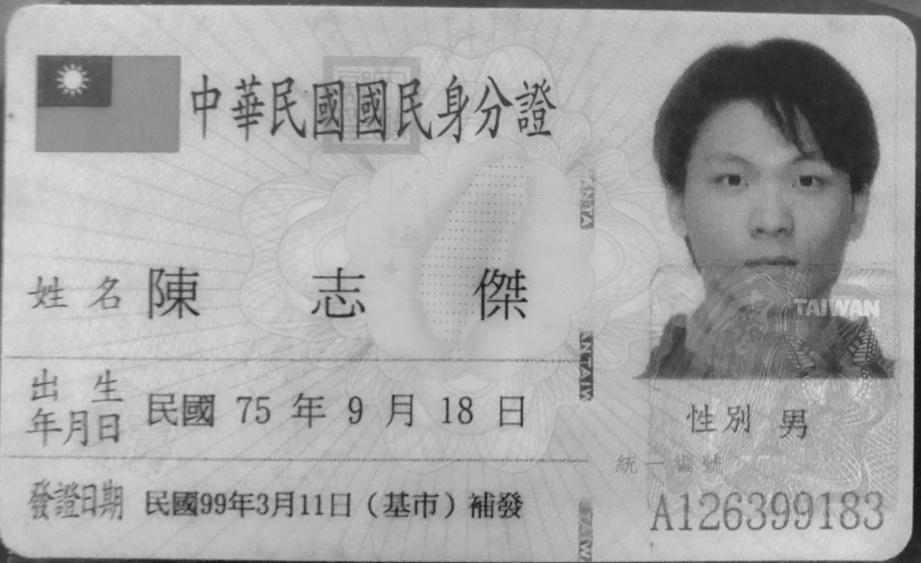 中華民國國民身分證
姓名 陳志傑
TAIWAN
出生年月日 民國 75 年 9 月 18 日
性別 男
統一編號
發證日期 民國99年3月11日（基市）補發
A126399183